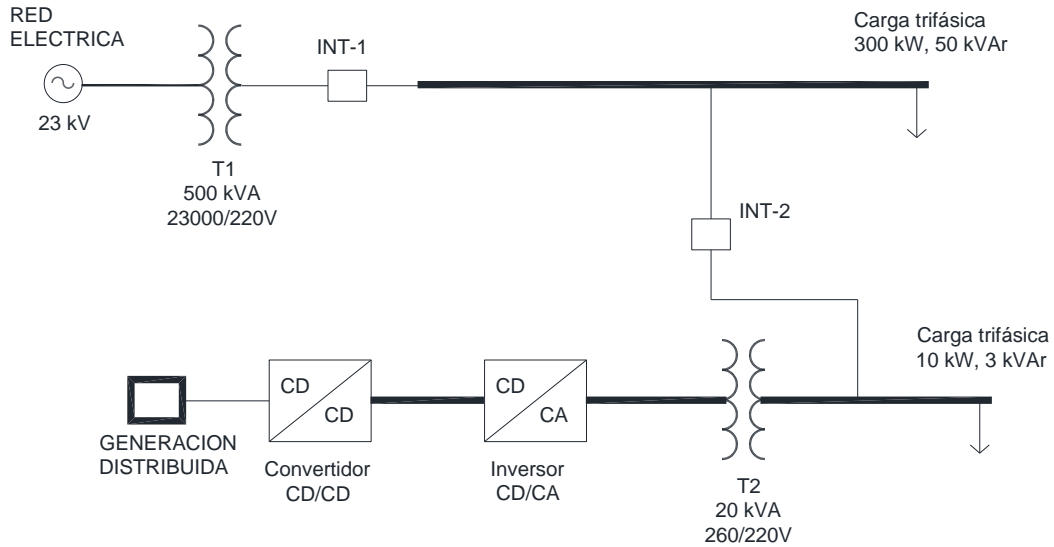 RED
ELECTRICA
23 kV
T1
500 kVA
23000/220V
INT-1
Carga trifásica
300 kW, 50 kVAr
INT-2
Carga trifásica
10 kW, 3 kVAr
GENERACION
DISTRIBUIDA
CD
CD
Convertidor
CD/CD
CD
CA
Inversor
CD/CA
T2
20 kVA
260/220V